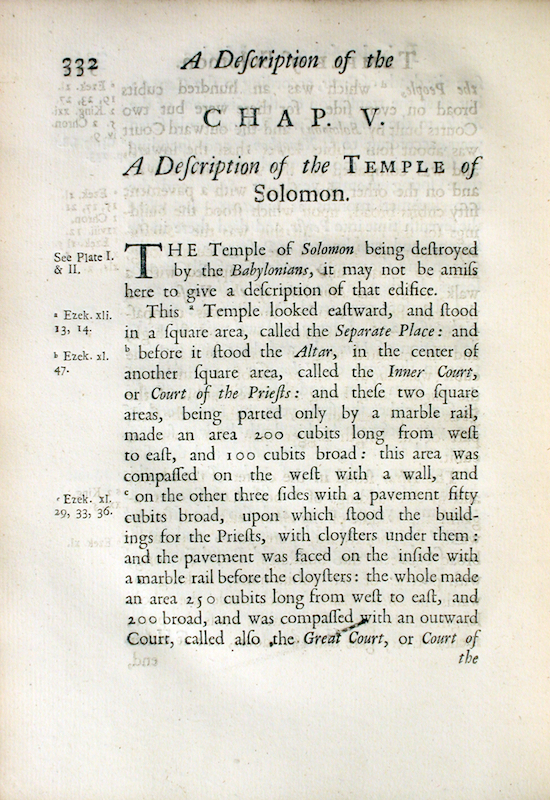 332 A Deſcription of the
CHAP. V.
A Deſcription of the TEMPLE of
Solomon.
See Plate I.
& II.
THE Temple of Solomon being deſtroyed
by the Babylonians, it may not be amiſs
here to give a deſcription of that edifice.
a Ezek. xli.
13, 14.
This a Temple looked eaſtward, and ſtood
in a ſquare area, called the Separate Place: and
b Ezek. xl.
47.
b before it ſtood the Altar, in the center of
another ſquare area, called the Inner Court,
or Court of the Prieſts: and theſe two ſquare
areas, being parted only by a marble rail,
made an area 200 cubits long from weſt
to eaſt, and 100 cubits broad: this area was
compaſſed on the weſt with a wall, and
c Ezek. xl.
29, 33, 36.
c on the other three ſides with a pavement fifty
cubits broad, upon which ſtood the build-
ings for the Prieſts, with cloyſters under them:
and the pavement was faced on the inſide with
a marble rail before the cloyſters: the whole made
an area 250 cubits long from weſt to eaſt, and
200 broad, and was compaſſed with an outward
Court, called alſo the Great Court, or Court of
the